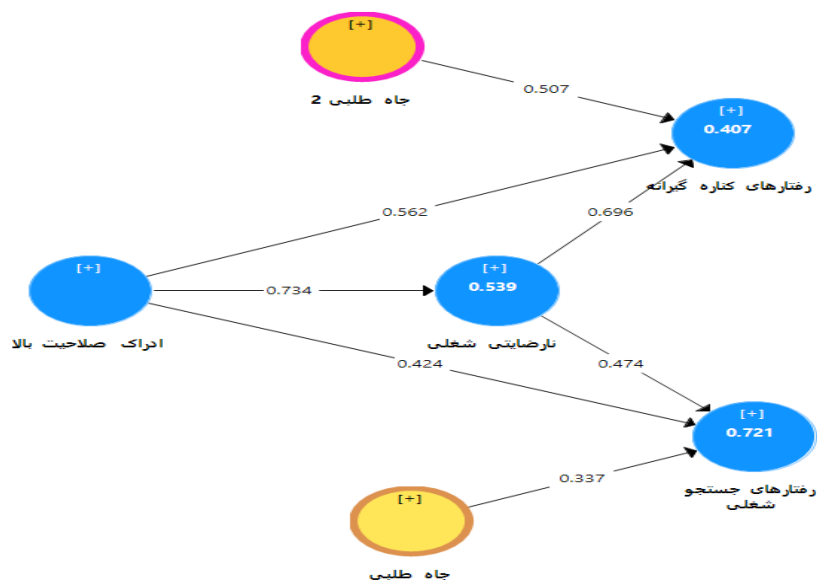 [+]
جاه طلبی 2
0.507
[+]
0.407
رفتارهای کناره گیرانه
0.562
0.696
[+]
ادراک صلاحیت بالا
0.734
[+]
0.539
نارضایتی شغلی
0.424
0.474
[+]
0.721
رفتارهای جستجو
شغلی
0.337
[+]
جاه طلبی